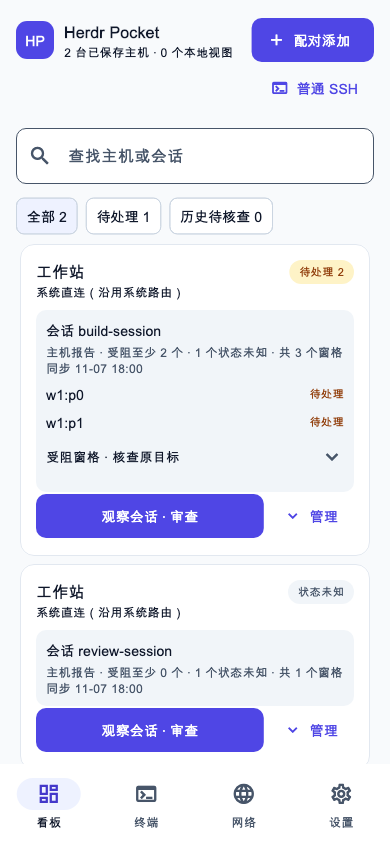 HP
Herdr Pocket
2 台已保存主机 · 0 个本地视图
配对添加
普通 SSH
查找主机或会话
全部 2
待处理 1
历史待核查 0
工作站
待处理 2
系统直连（沿用系统路由）
会话 build-session
主机报告 · 受阻至少 2 个 · 1 个状态未知 · 共 3 个窗格
同步 11-07 18:00
w1:p0
待处理
w1:p1
待处理
受阻窗格 · 核查原目标
观察会话 · 审查
管理
工作站
状态未知
系统直连（沿用系统路由）
会话 review-session
主机报告 · 受阻至少 0 个 · 1 个状态未知 · 共 1 个窗格
同步 11-07 18:00
观察会话 · 审查
管理
看板
终端
网络
设置